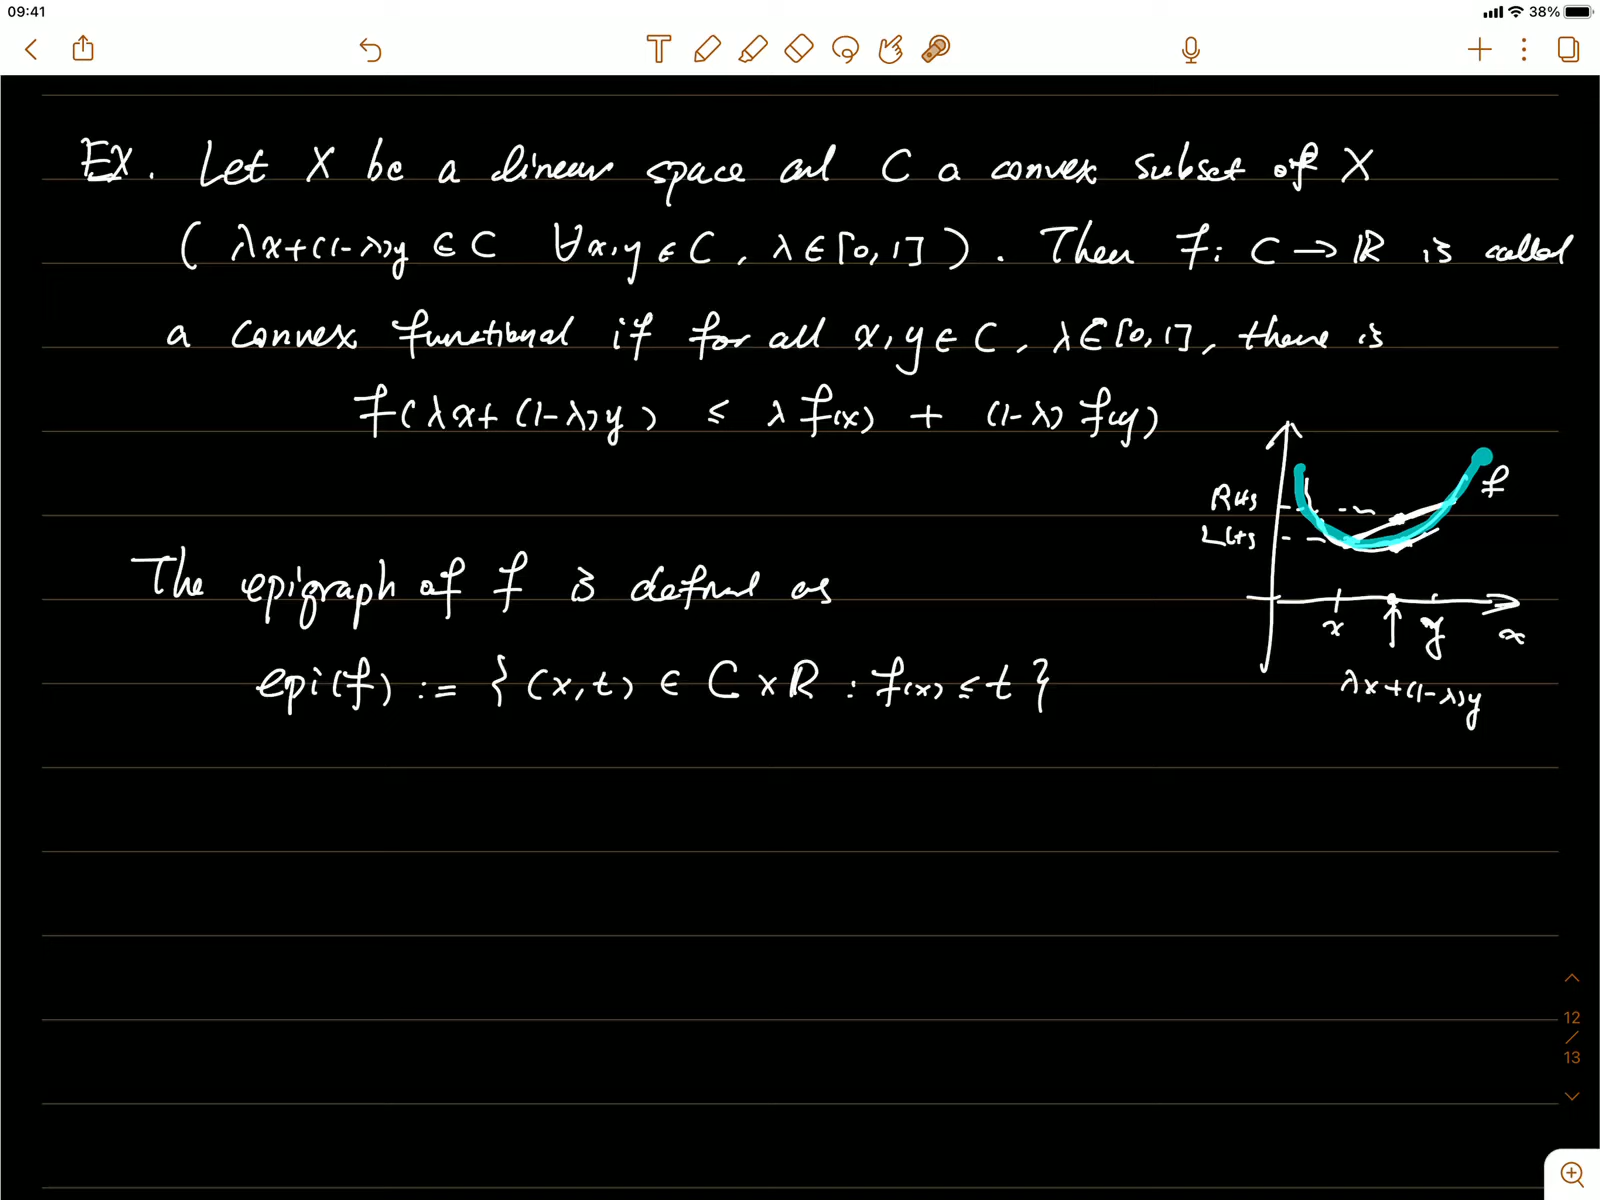 09:41
38%
T
EX. Let X be a linear space and C a convex subset of X
( λx+(1-λ)y ∈ C ∀x,y ∈ C, λ∈[0,1] ). Then f: C → ℝ is called
a convex functional if for all x,y ∈ C, λ∈[0,1], there is
f(λx+(1-λ)y) ≤ λ f(x) + (1-λ) f(y)
RHS
LHS
f
x
y
x
λx+(1-λ)y
The epigraph of f is defined as
epi(f) := { (x,t) ∈ C×ℝ : f(x) ≤ t }
12
/
13